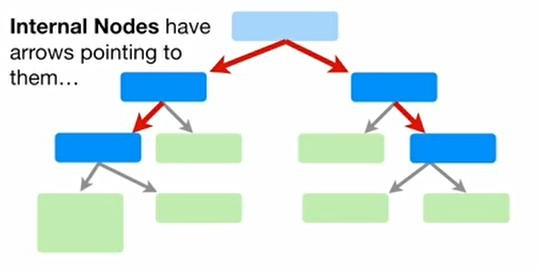 Internal Nodes have
arrows pointing to
them…